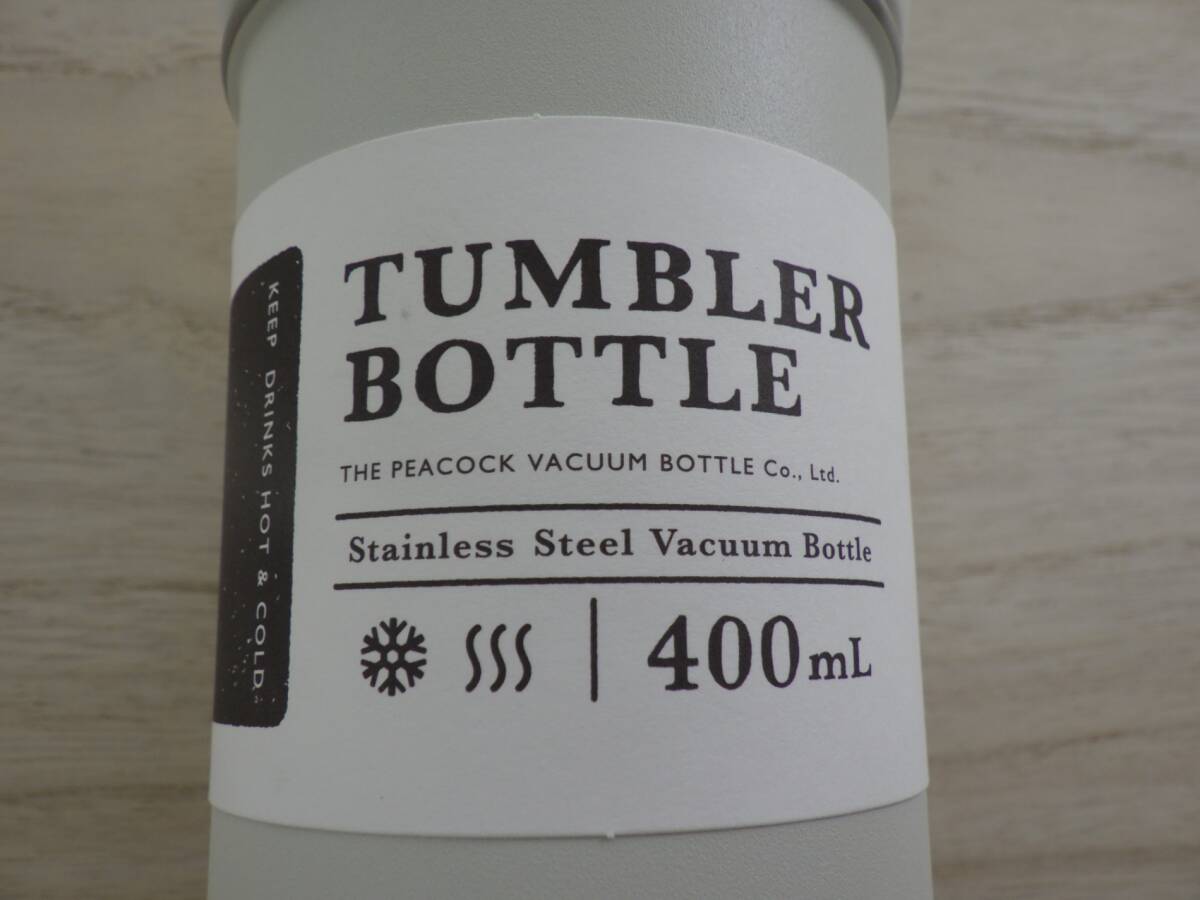 KEEP DRINKS HOT & COLD.
TUMBLER
BOTTLE
THE PEACOCK VACUUM BOTTLE Co., Ltd.
Stainless Steel Vacuum Bottle
400mL